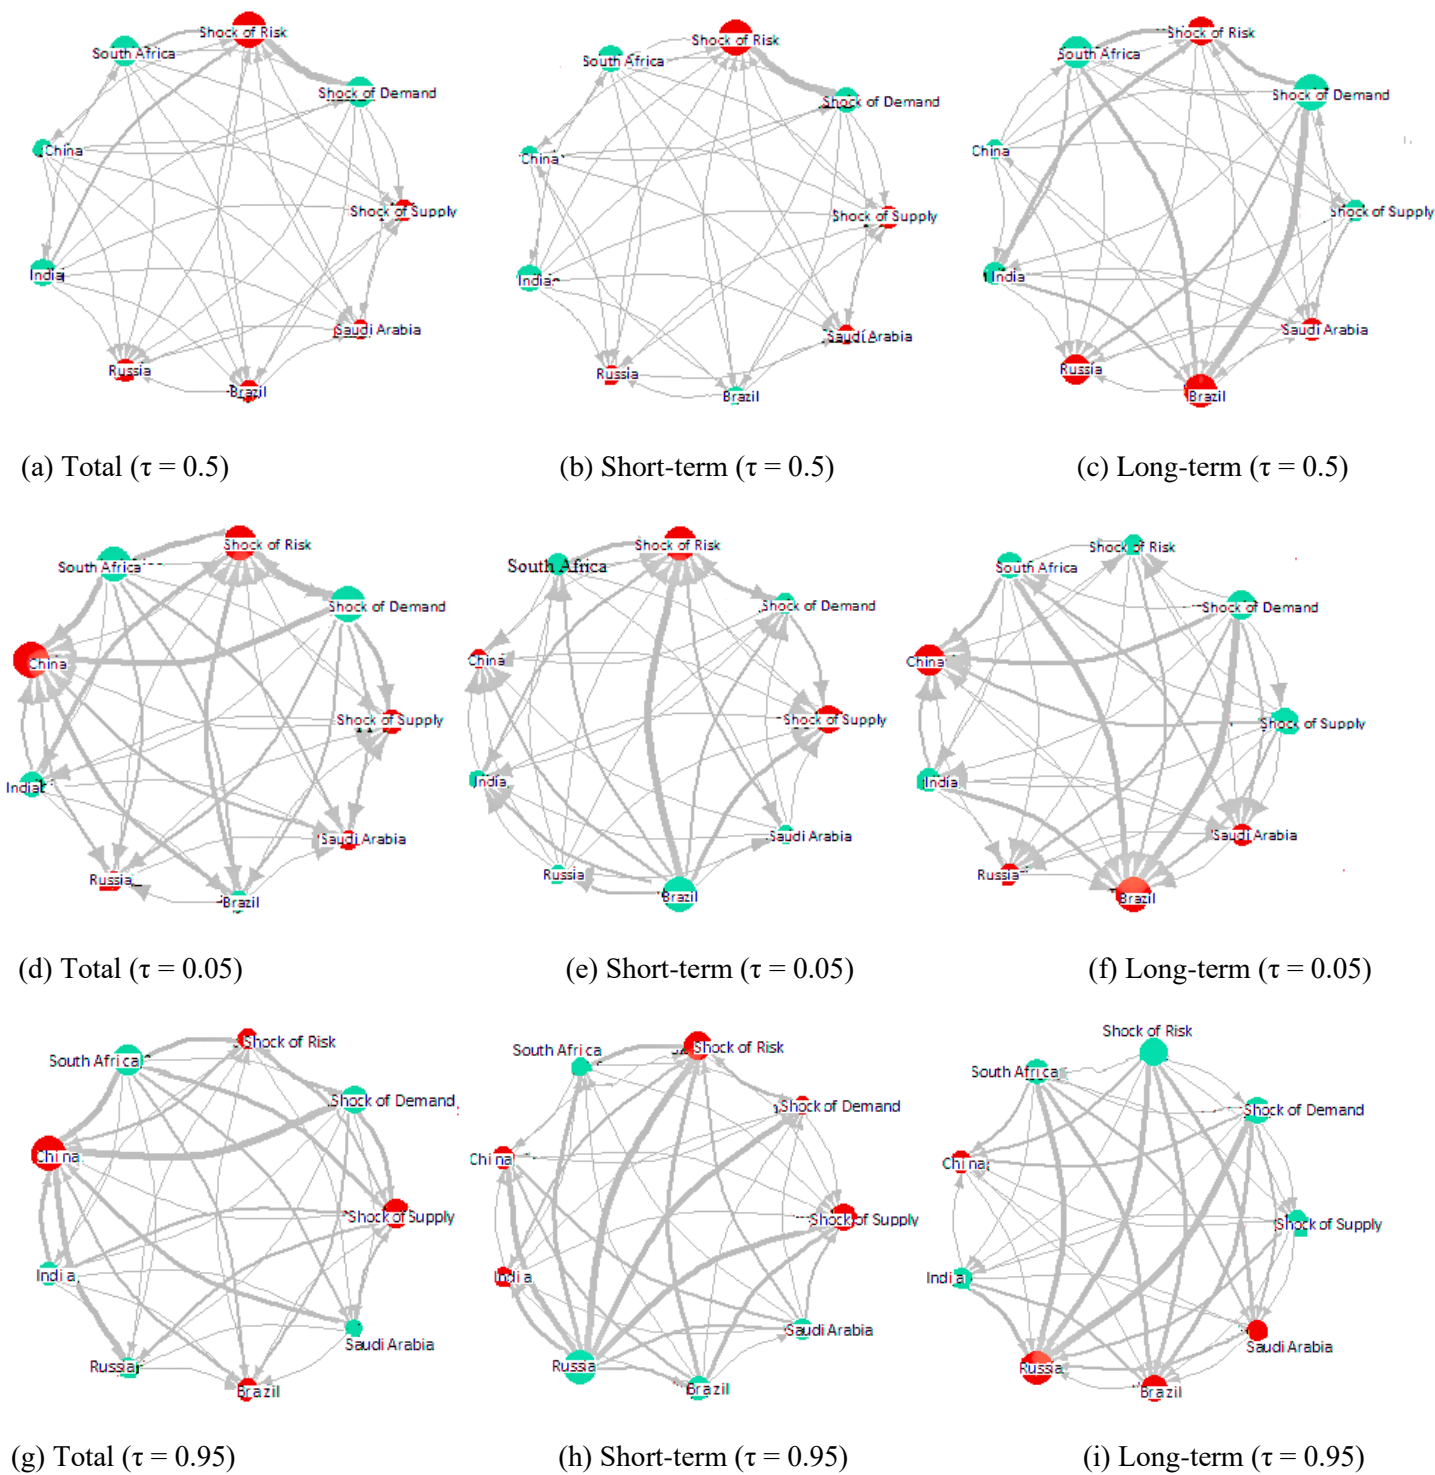 Shock of Risk
South Africa
Shock of Demand
China
Shock of Supply
India
Saudi Arabia
Russia
Brazil
(a) Total (τ = 0.5)
Shock of Risk
South Africa
Shock of Demand
China
Shock of Supply
India
Saudi Arabia
Russia
Brazil
(b) Short-term (τ = 0.5)
Shock of Risk
South Africa
Shock of Demand
China
Shock of Supply
India
Saudi Arabia
Russia
Brazil
(c) Long-term (τ = 0.5)
Shock of Risk
South Africa
Shock of Demand
China
Shock of Supply
India
Saudi Arabia
Russia
Brazil
(d) Total (τ = 0.05)
Shock of Risk
South Africa
Shock of Demand
China
Shock of Supply
India
Saudi Arabia
Russia
Brazil
(e) Short-term (τ = 0.05)
Shock of Risk
South Africa
Shock of Demand
China
Shock of Supply
India
Saudi Arabia
Russia
Brazil
(f) Long-term (τ = 0.05)
Shock of Risk
South Africa
Shock of Demand
China
Shock of Supply
India
Saudi Arabia
Russia
Brazil
(g) Total (τ = 0.95)
Shock of Risk
South Africa
Shock of Demand
China
Shock of Supply
India
Saudi Arabia
Russia
Brazil
(h) Short-term (τ = 0.95)
Shock of Risk
South Africa
Shock of Demand
China
Shock of Supply
India
Saudi Arabia
Russia
Brazil
(i) Long-term (τ = 0.95)